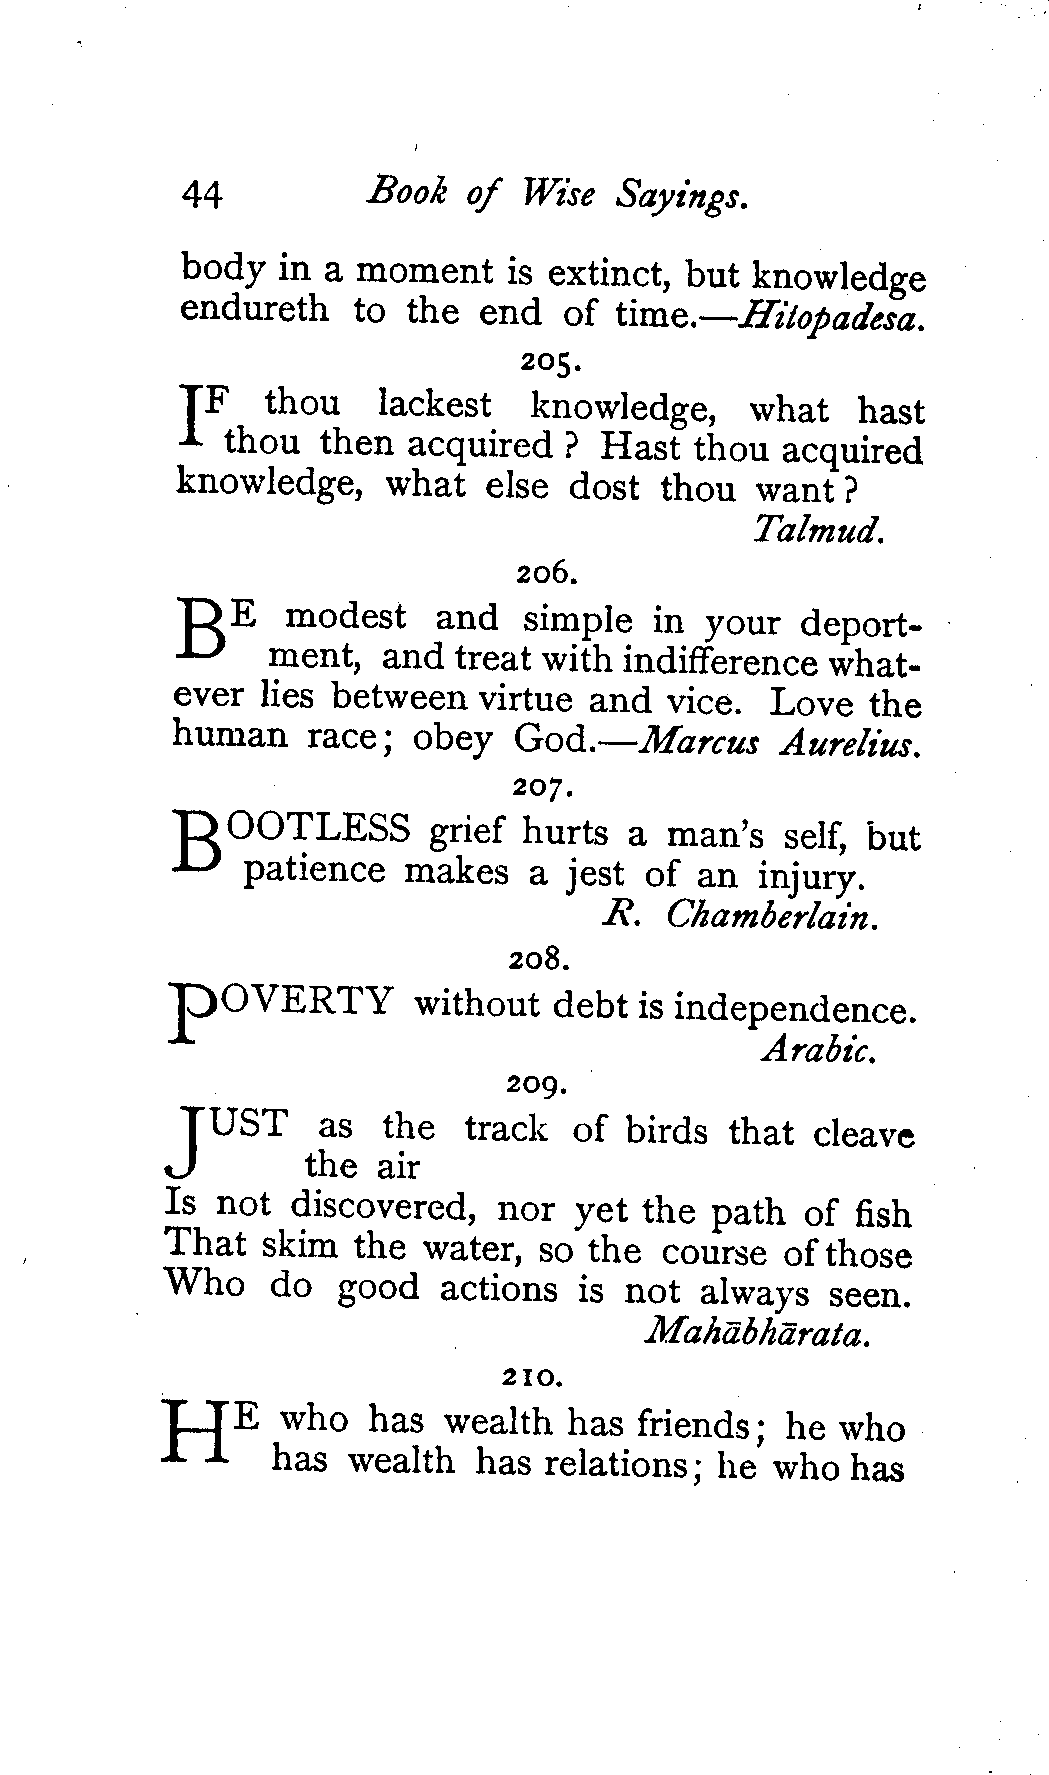 44 Book of Wise Sayings.
body in a moment is extinct, but knowledge
endureth to the end of time.—Hitopadesa.
205.
IF thou lackest knowledge, what hast
thou then acquired ? Hast thou acquired
knowledge, what else dost thou want ?
Talmud.
206.
BE modest and simple in your deport-
ment, and treat with indifference what-
ever lies between virtue and vice. Love the
human race; obey God.—Marcus Aurelius.
207.
BOOTLESS grief hurts a man's self, but
patience makes a jest of an injury.
R. Chamberlain.
208.
POVERTY without debt is independence.
Arabic.
209.
JUST as the track of birds that cleave
the air
Is not discovered, nor yet the path of fish
That skim the water, so the course of those
Who do good actions is not always seen.
Mahābhārata.
210.
HE who has wealth has friends; he who
has wealth has relations; he who has